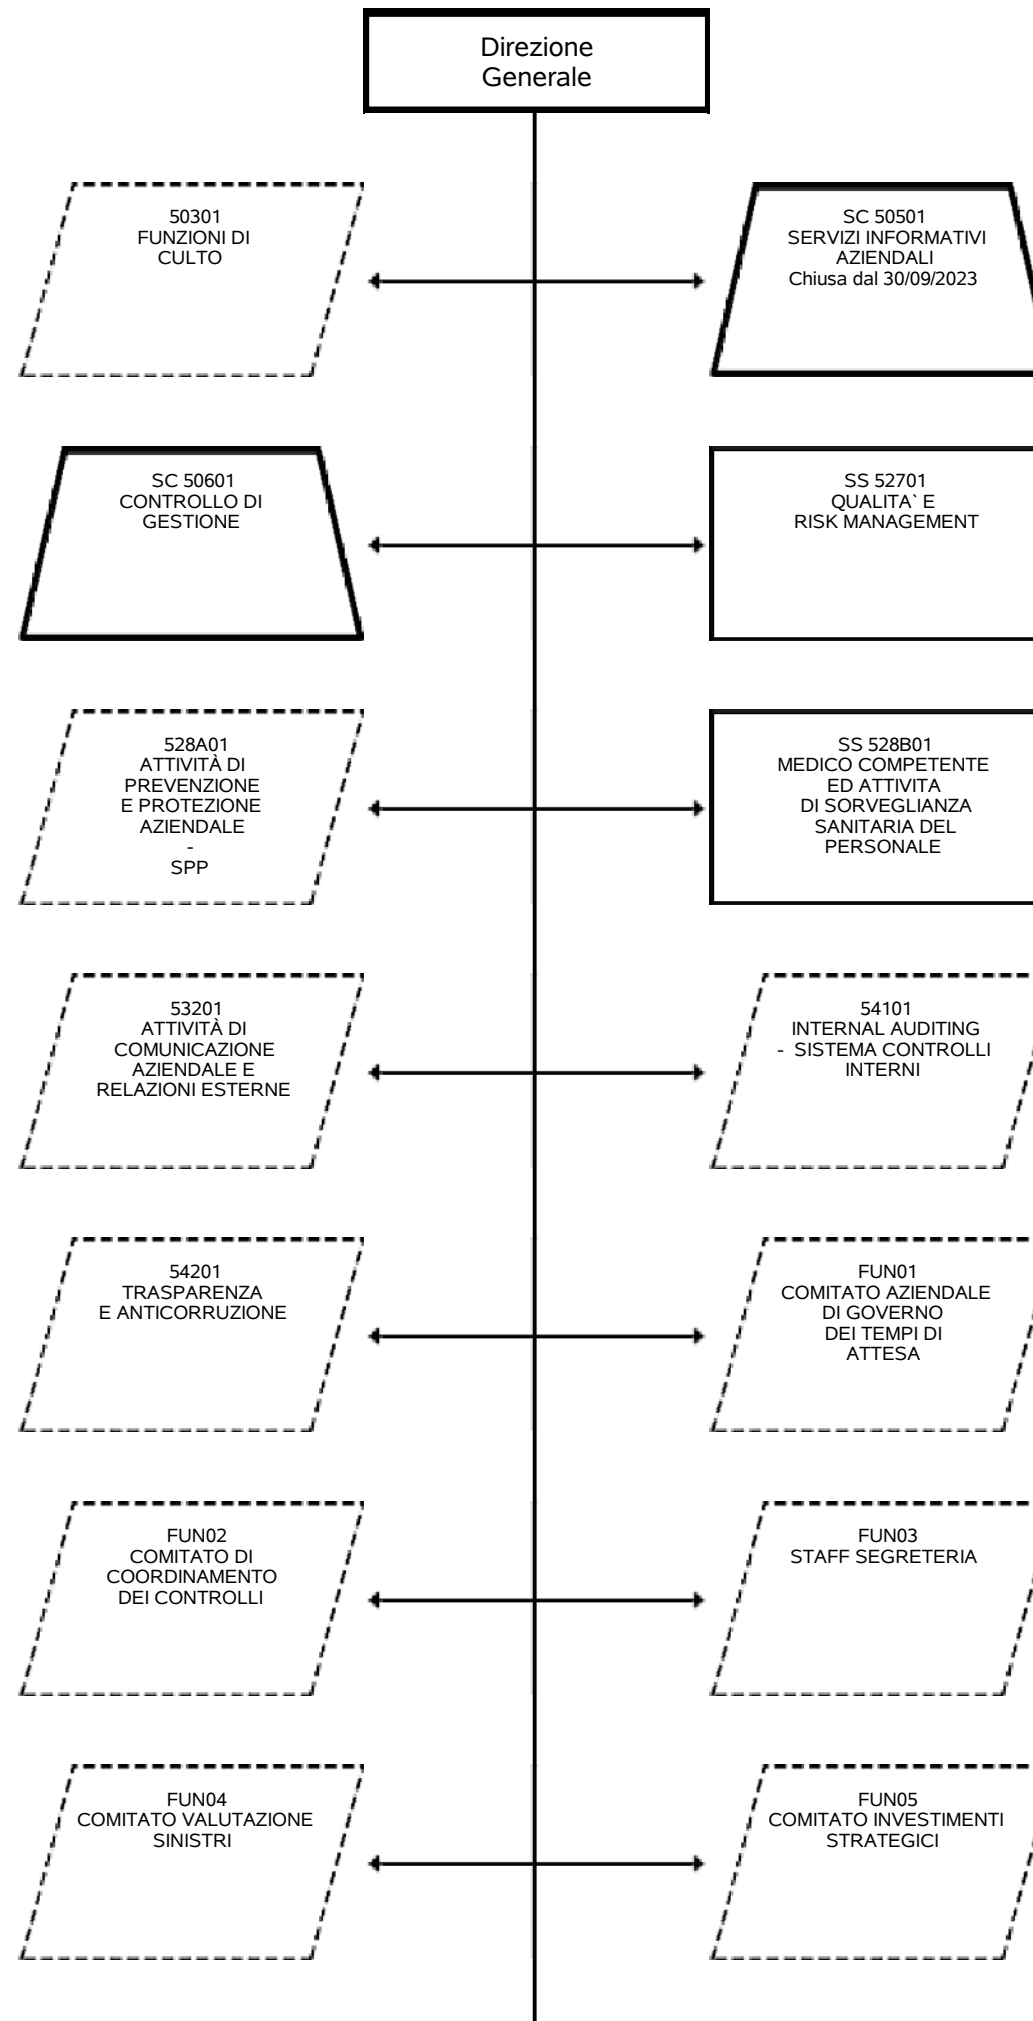 Direzione
Generale
50301
FUNZIONI DI
CULTO
SC 50501
SERVIZI INFORMATIVI
AZIENDALI
Chiusa dal 30/09/2023
SC 50601
CONTROLLO DI
GESTIONE
SS 52701
QUALITA` E
RISK MANAGEMENT
528A01
ATTIVITÀ DI
PREVENZIONE
E PROTEZIONE
AZIENDALE
-
SPP
SS 528B01
MEDICO COMPETENTE
ED ATTIVITA
DI SORVEGLIANZA
SANITARIA DEL
PERSONALE
53201
ATTIVITÀ DI
COMUNICAZIONE
AZIENDALE E
RELAZIONI ESTERNE
54101
INTERNAL AUDITING
- SISTEMA CONTROLLI
INTERNI
54201
TRASPARENZA
E ANTICORRUZIONE
FUN01
COMITATO AZIENDALE
DI GOVERNO
DEI TEMPI DI
ATTESA
FUN02
COMITATO DI
COORDINAMENTO
DEI CONTROLLI
FUN03
STAFF SEGRETERIA
FUN04
COMITATO VALUTAZIONE
SINISTRI
FUN05
COMITATO INVESTIMENTI
STRATEGICI